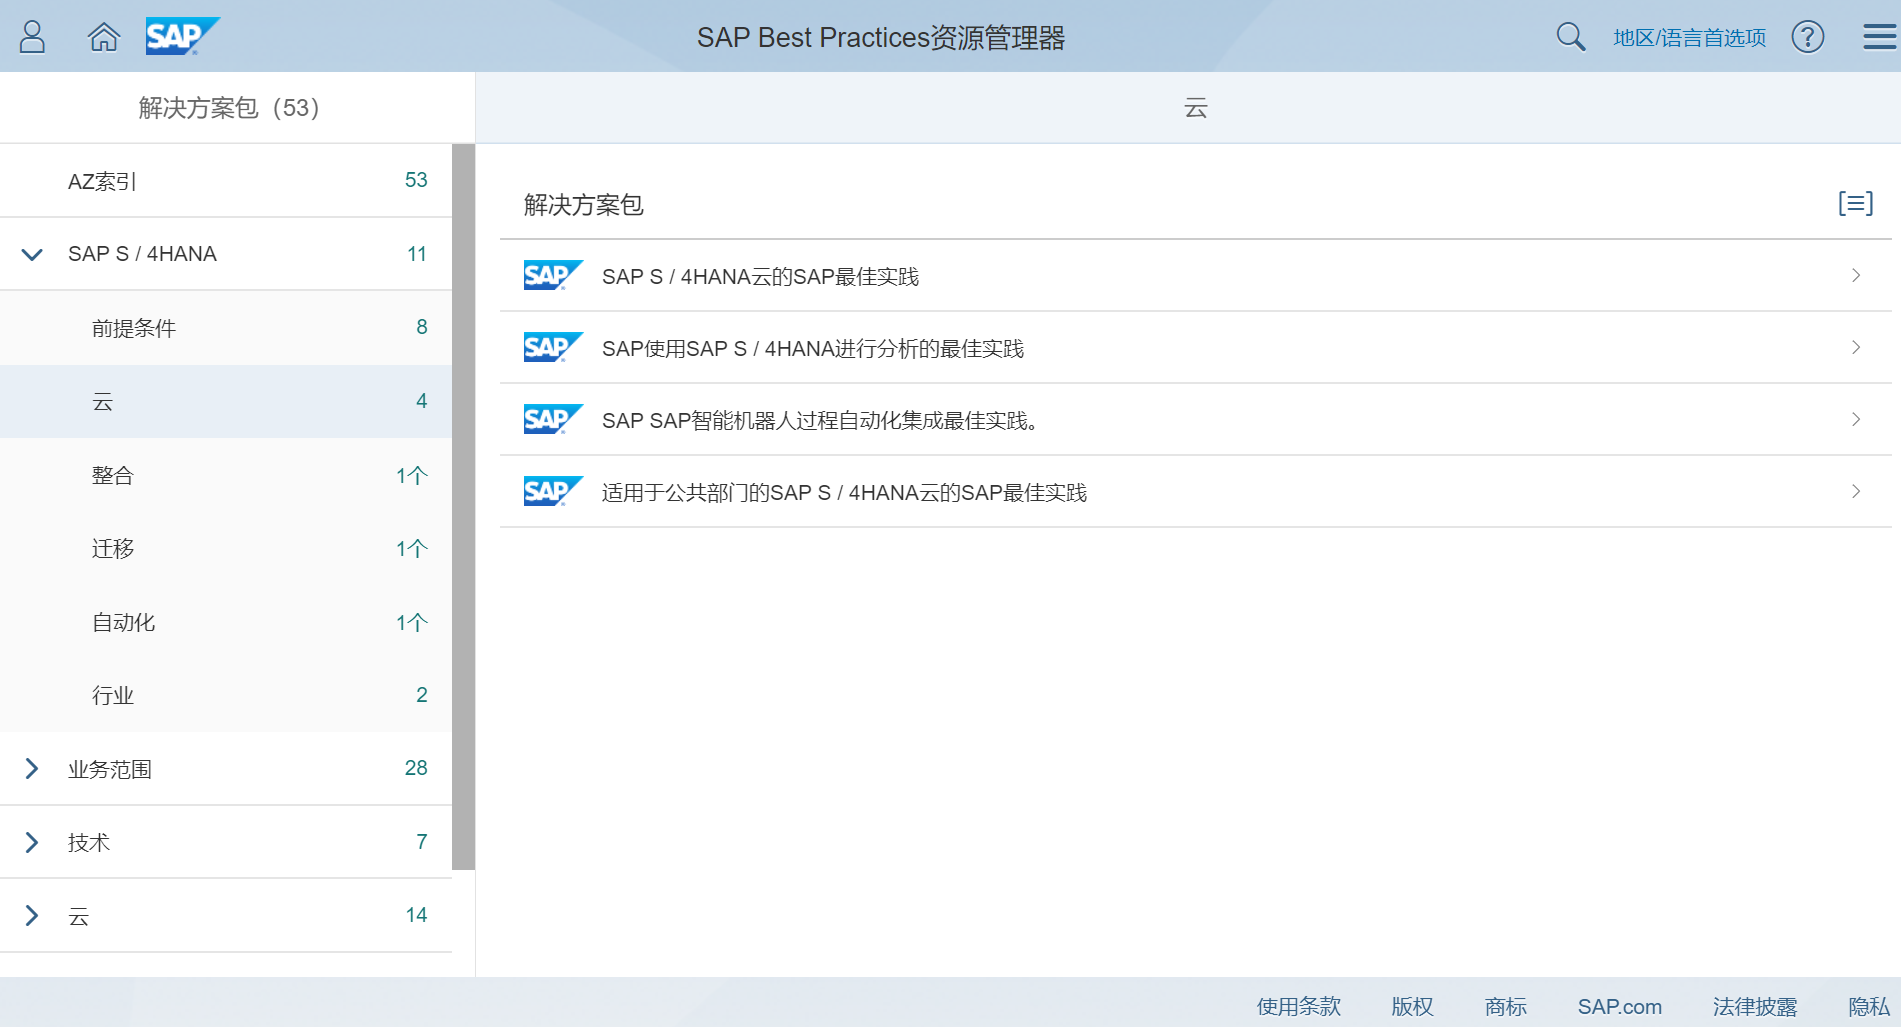 SAP
SAP Best Practices资源管理器
地区/语言首选项
解决方案包（53）
云
AZ索引 53
SAP S / 4HANA 11
前提条件 8
云 4
整合 1个
迁移 1个
自动化 1个
行业 2
业务范围 28
技术 7
云 14
解决方案包
SAP SAP S / 4HANA云的SAP最佳实践
SAP SAP使用SAP S / 4HANA进行分析的最佳实践
SAP SAP SAP智能机器人过程自动化集成最佳实践。
SAP 适用于公共部门的SAP S / 4HANA云的SAP最佳实践
使用条款 版权 商标 SAP.com 法律披露 隐私